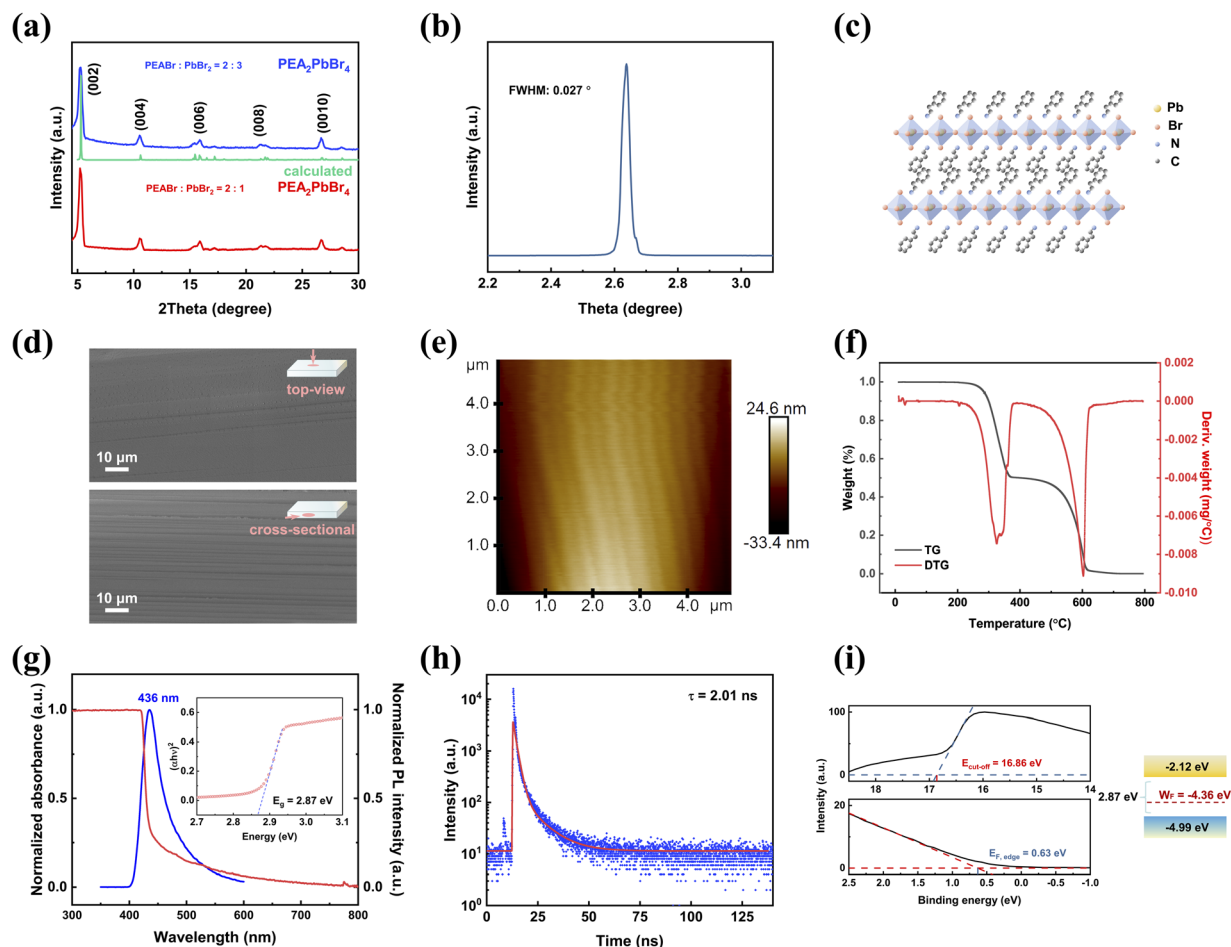 (a)
PEABr : PbBr2 = 2 : 3
PEA2PbBr4
(002)
(004)
(006)
(008)
(0010)
calculated
PEABr : PbBr2 = 2 : 1
PEA2PbBr4
Intensity (a.u.)
5 10 15 20 25 30
2Theta (degree)
(b)
FWHM: 0.027 °
Intensity (a.u.)
2.2 2.4 2.6 2.8 3.0
Theta (degree)
(c)
Pb
Br
N
C
(d)
top-view
10 μm
cross-sectional
10 μm
(e)
μm
4.0
3.0
2.0
1.0
0.0 1.0 2.0 3.0 4.0 μm
24.6 nm
-33.4 nm
(f)
1.0
0.8
0.6
0.4
0.2
0.0
Weight (%)
TG
DTG
0 200 400 600 800
Temperature (oC)
0.002
0.000
-0.002
-0.004
-0.006
-0.008
-0.010
Deriv. weight (mg/°C))
(g)
436 nm
1.0
0.5
0.0
Normalized absorbance (a.u.)
0.6
0.4
0.2
0.0
(αhν)2
Eg = 2.87 eV
2.7 2.8 2.9 3.0 3.1
Energy (eV)
1.0
0.5
0.0
Normalized PL intensity (a.u.)
300 400 500 600 700 800
Wavelength (nm)
(h)
τ = 2.01 ns
104
103
102
101
100
Intensity (a.u.)
0 25 50 75 100 125
Time (ns)
(i)
100
0
Ecut-off = 16.86 eV
18 17 16 15 14
Intensity (a.u.)
20
10
0
EF, edge = 0.63 eV
2.5 2.0 1.5 1.0 0.5 0.0 -0.5 -1.0
Binding energy (eV)
-2.12 eV
2.87 eV
WF = -4.36 eV
-4.99 eV